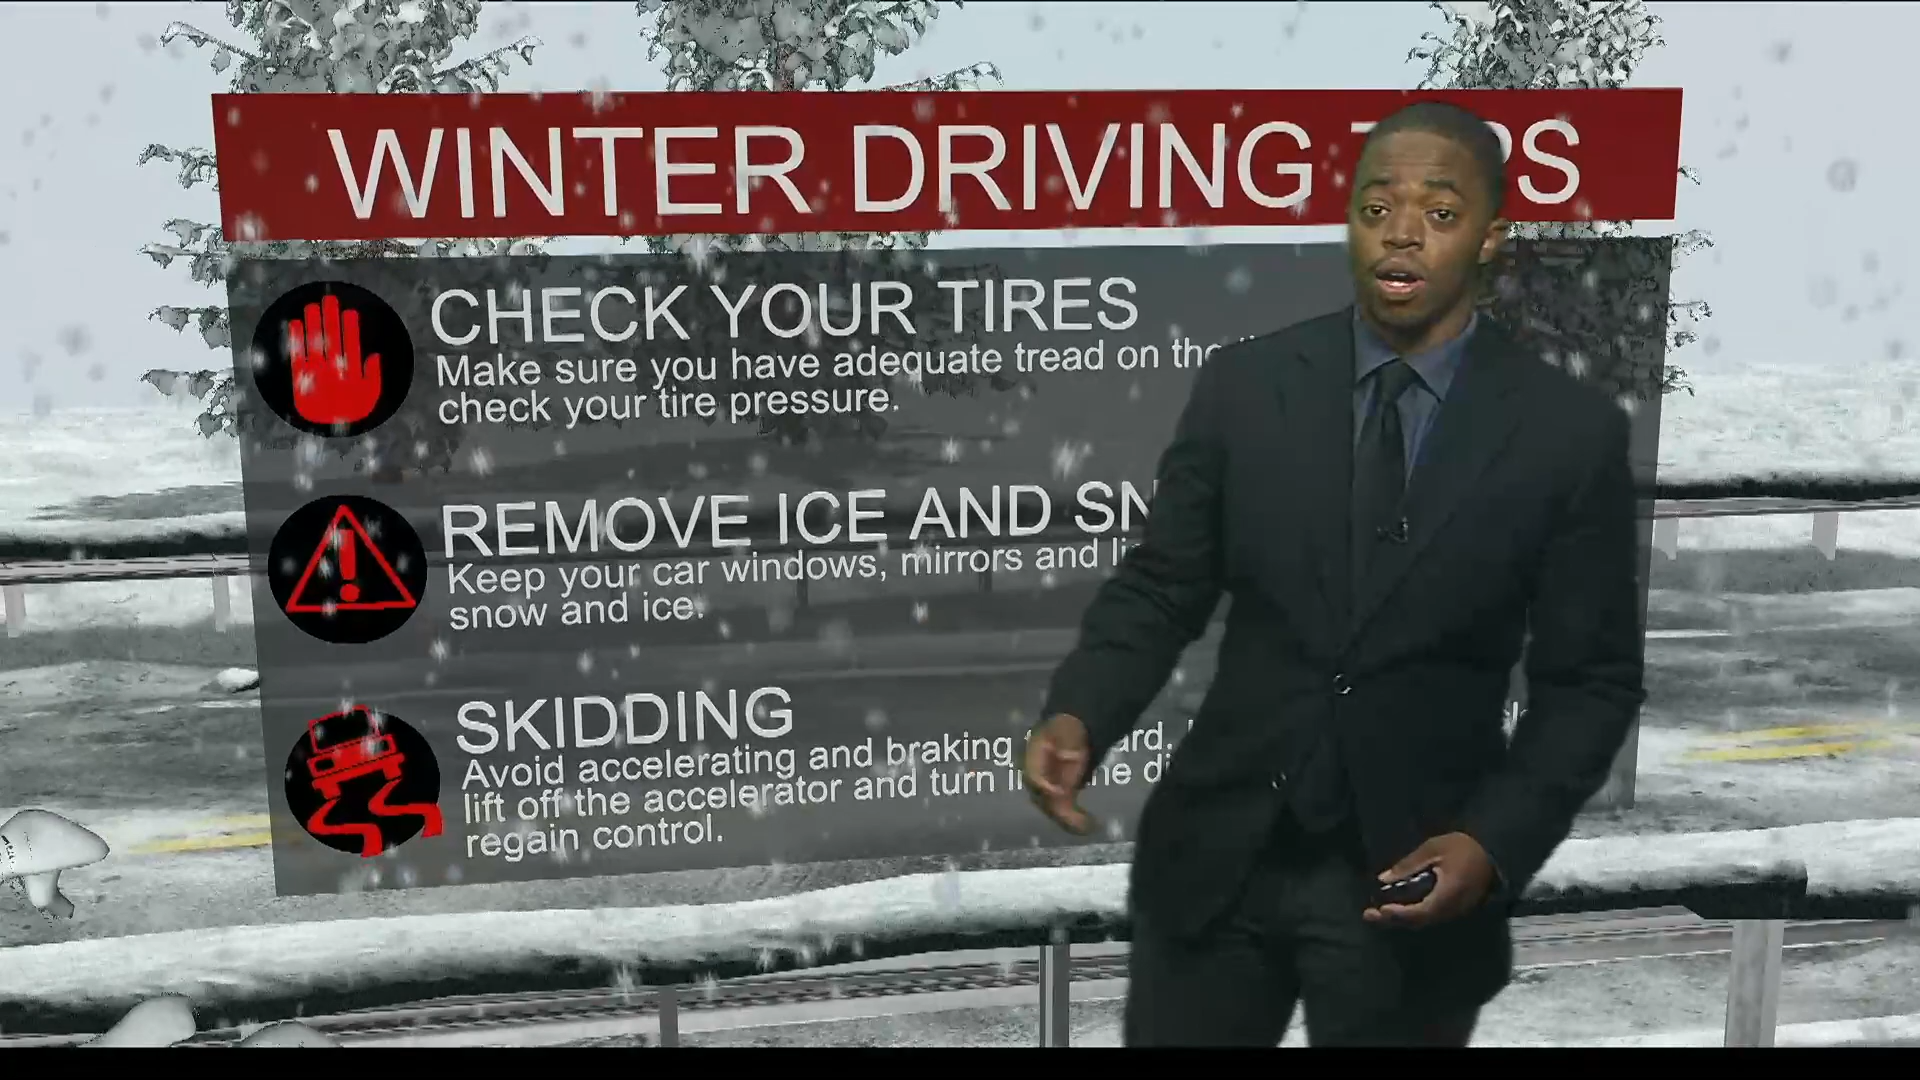 WINTER DRIVING
CHECK YOUR TIRES
Make sure you have adequate tread on the
check your tire pressure.
REMOVE ICE AND
Keep your car windows, mirrors and
snow and ice.
SKIDDING
Avoid accelerating and braking
lift off the accelerator and turn
regain control.